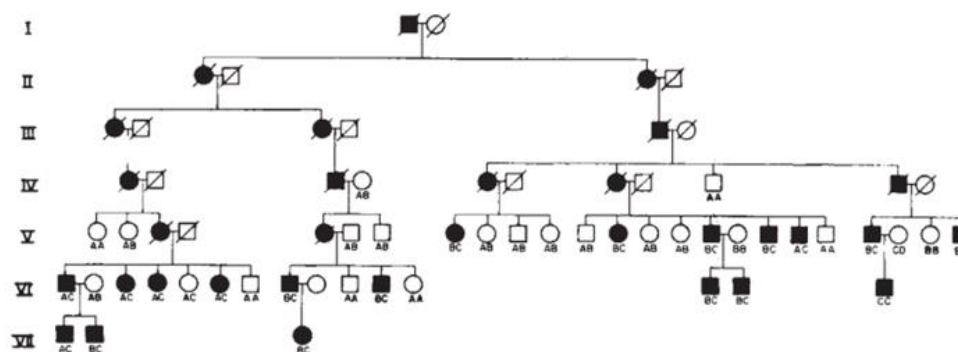 I
II
III
IV
AB AA
V
AA AB AB AB BC AB AB AB AB BC AB AB BC BB BC AC AA BC CD BB
VI
AC AB AC AC AC AC AA BC AA BC AA BC BC CC
VII
AC BC BC